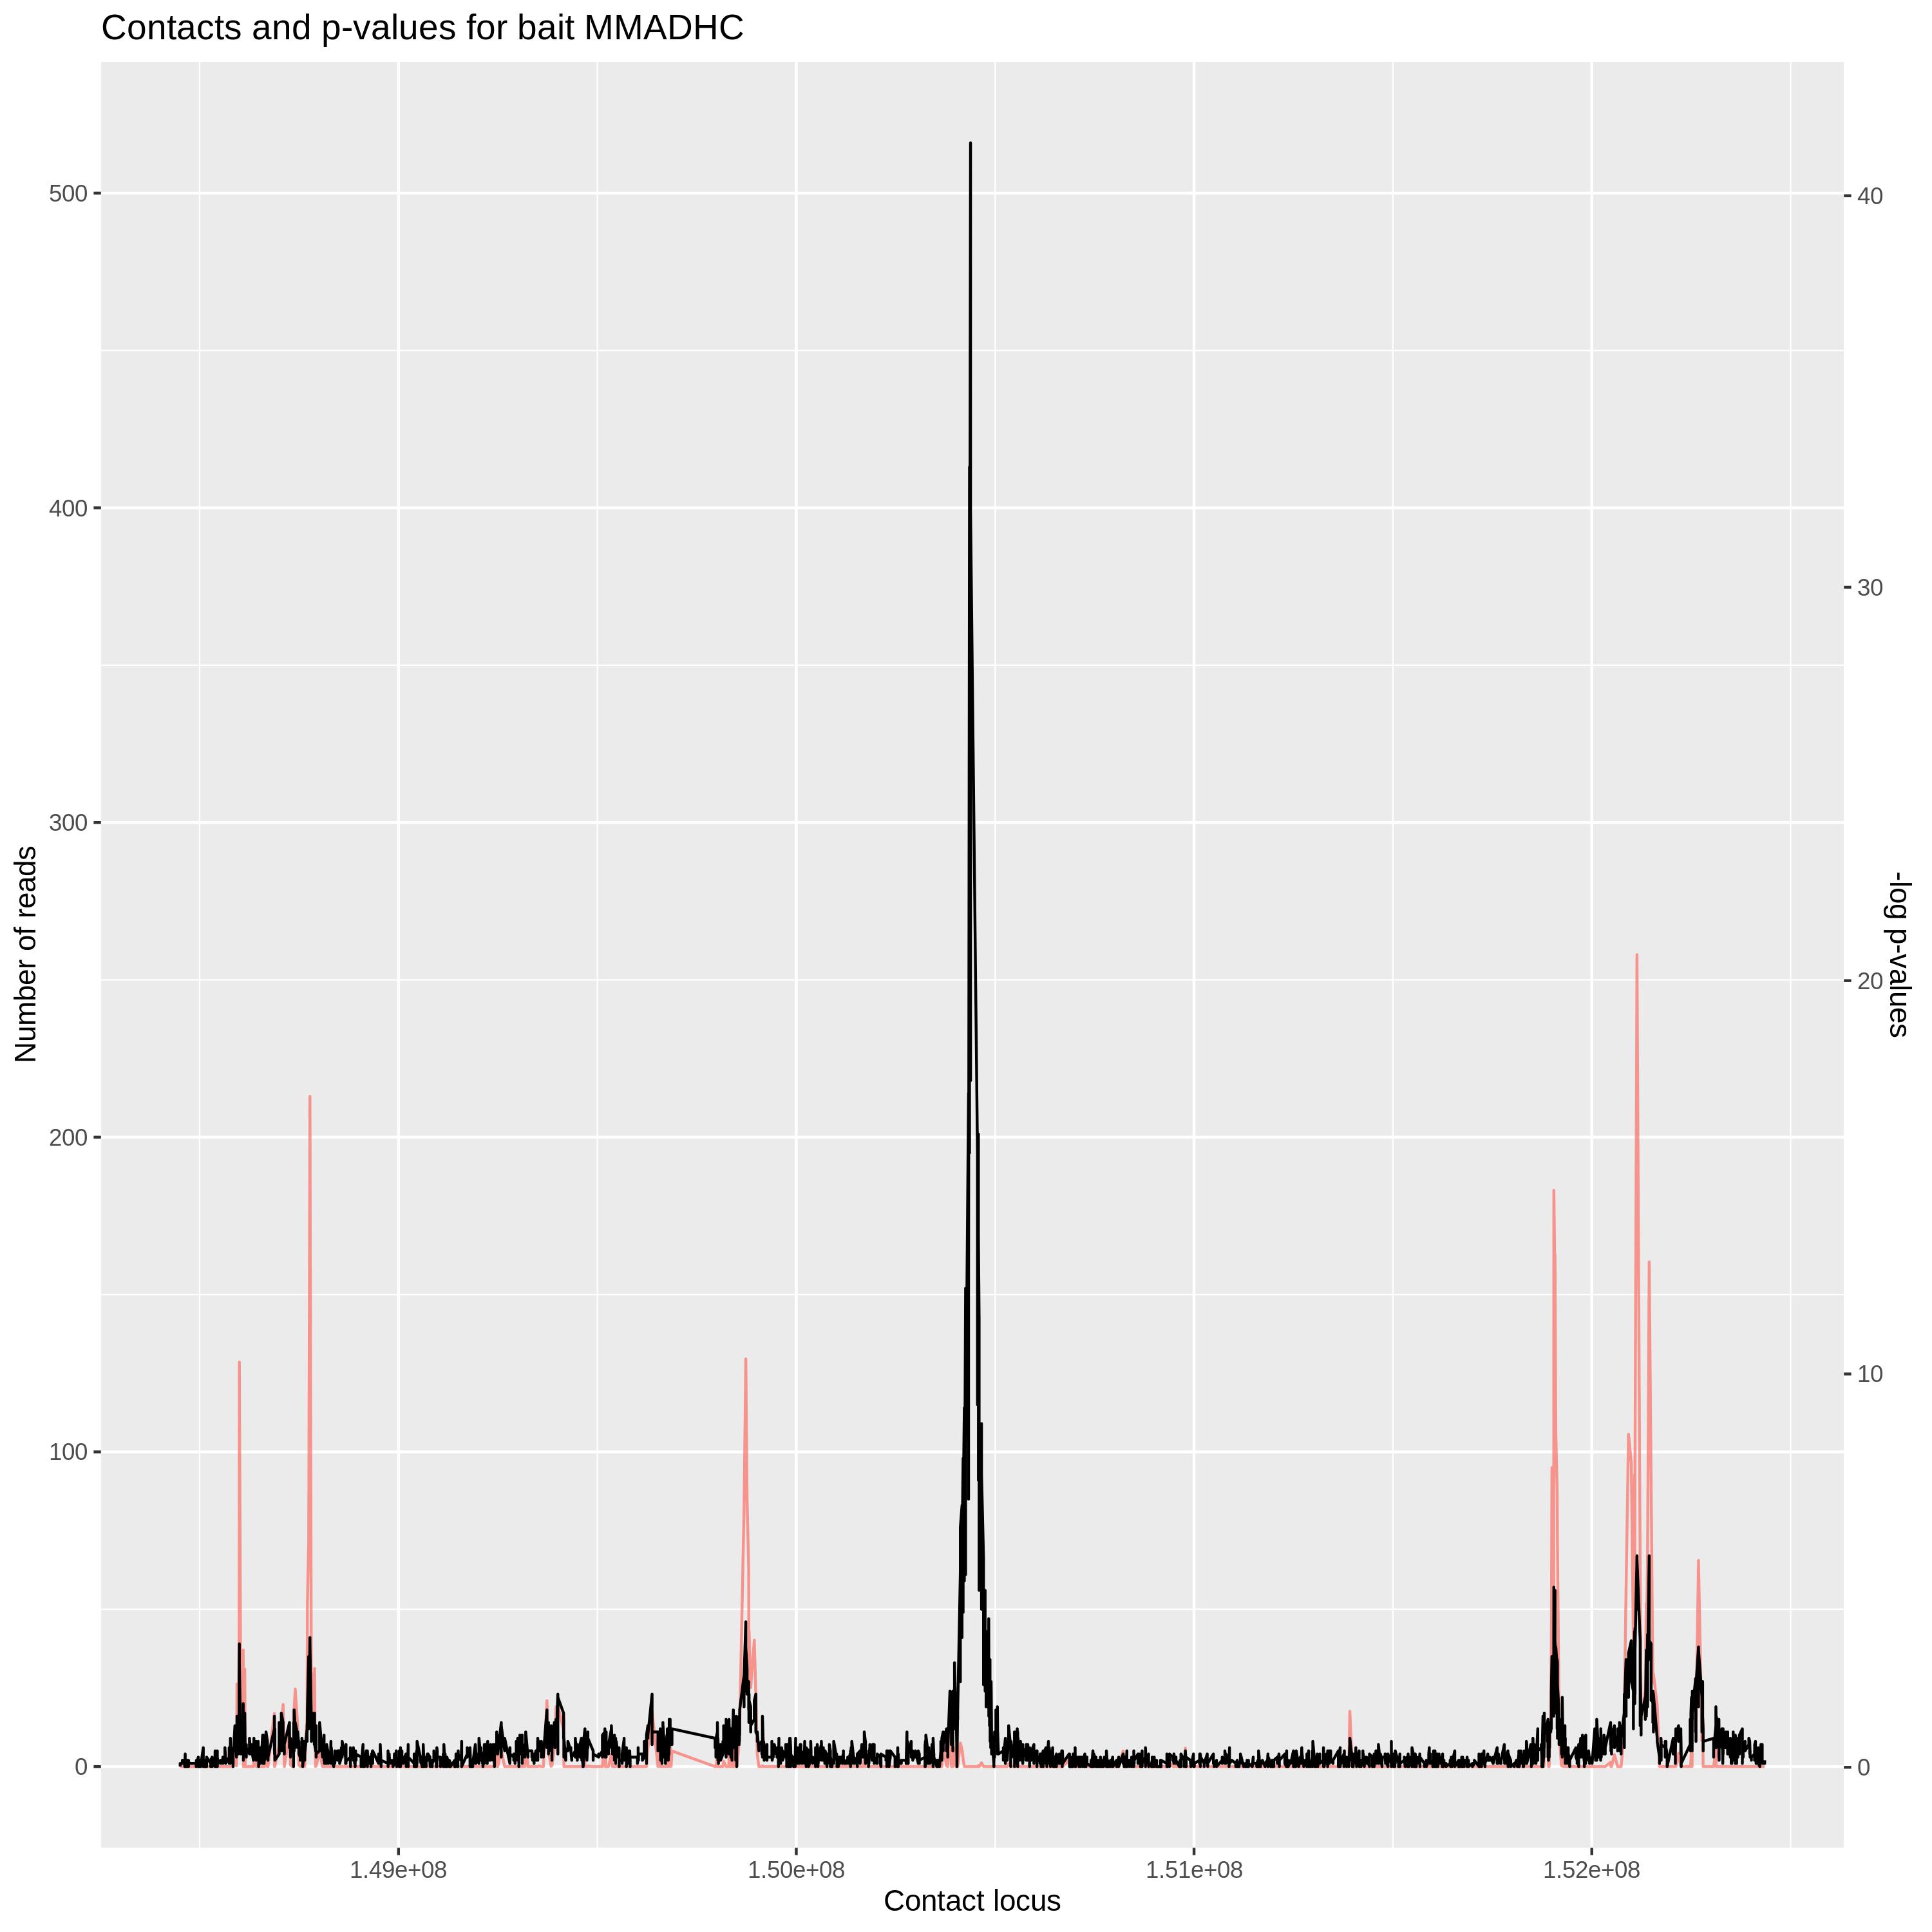 Contacts and p-values for bait MMADHC
Number of reads
500
400
300
200
100
0
40
30
20
10
0
-log p-values
1.49e+08
1.50e+08
1.51e+08
1.52e+08
Contact locus